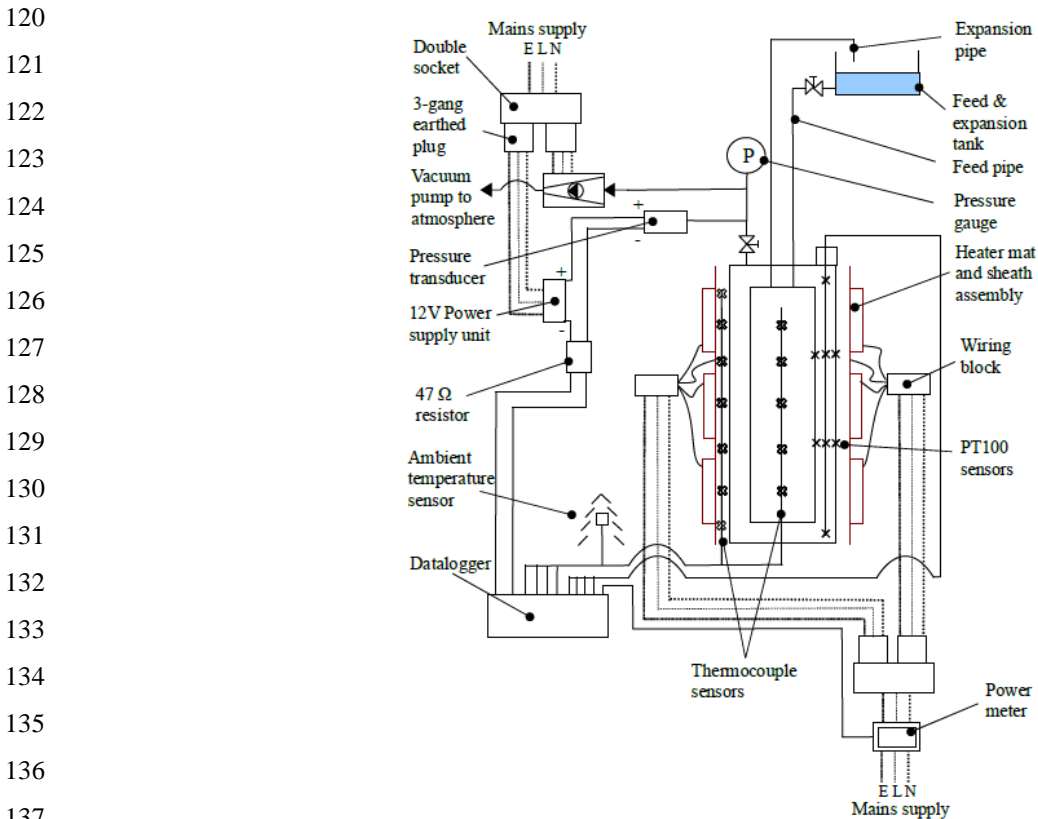 120
121
122
123
124
125
126
127
128
129
130
131
132
133
134
135
136
137
Mains supply
E L N
Double
socket
3-gang
earthed
plug
Vacuum
pump to
atmosphere
+
-
Pressure
transducer
+
-
12V Power
supply unit
47 Ω
resistor
Ambient
temperature
sensor
Datalogger
P
Expansion
pipe
Feed &
expansion
tank
Feed pipe
Pressure
gauge
Heater mat
and sheath
assembly
Wiring
block
PT100
sensors
Thermocouple
sensors
Power
meter
E L N
Mains supply